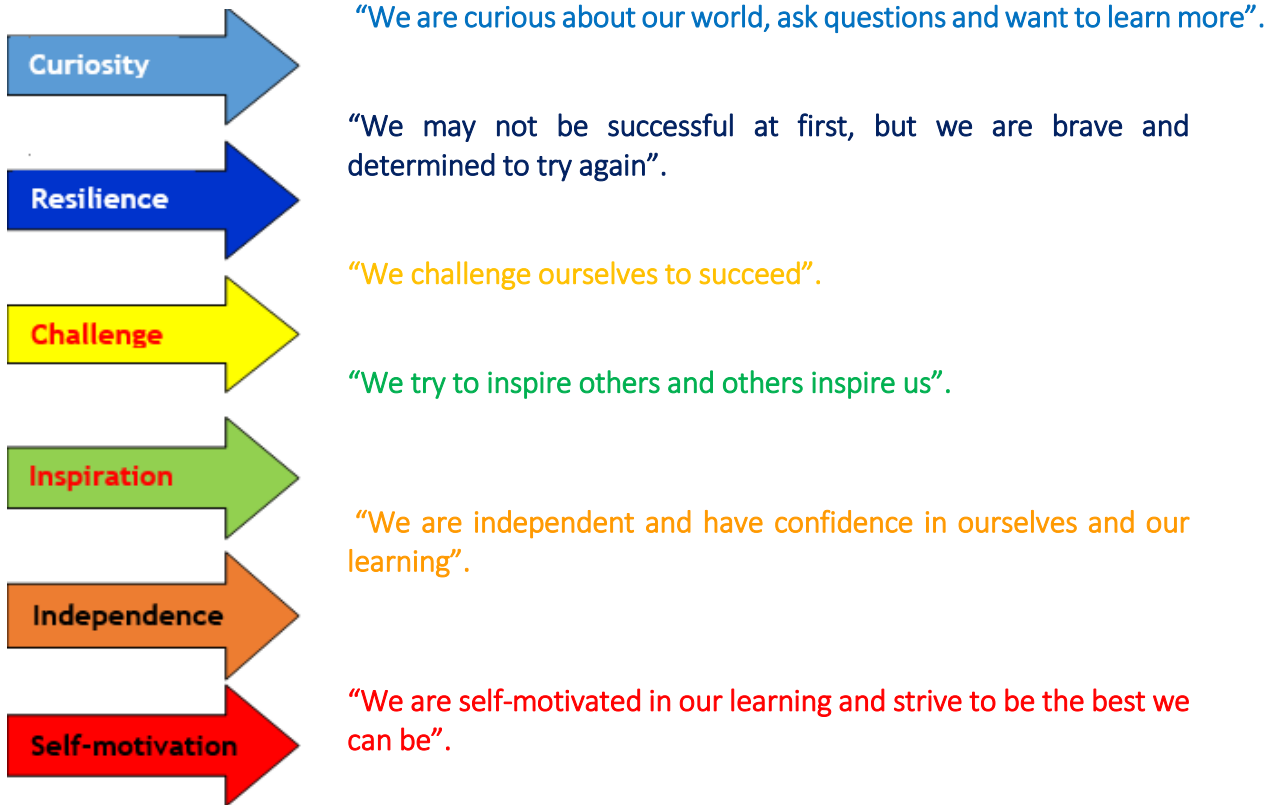 “We are curious about our world, ask questions and want to learn more”.
Curiosity
“We may not be successful at first, but we are brave and
determined to try again”.
Resilience
“We challenge ourselves to succeed”.
Challenge
“We try to inspire others and others inspire us”.
Inspiration
“We are independent and have confidence in ourselves and our
learning”.
Independence
“We are self-motivated in our learning and strive to be the best we
can be”.
Self-motivation